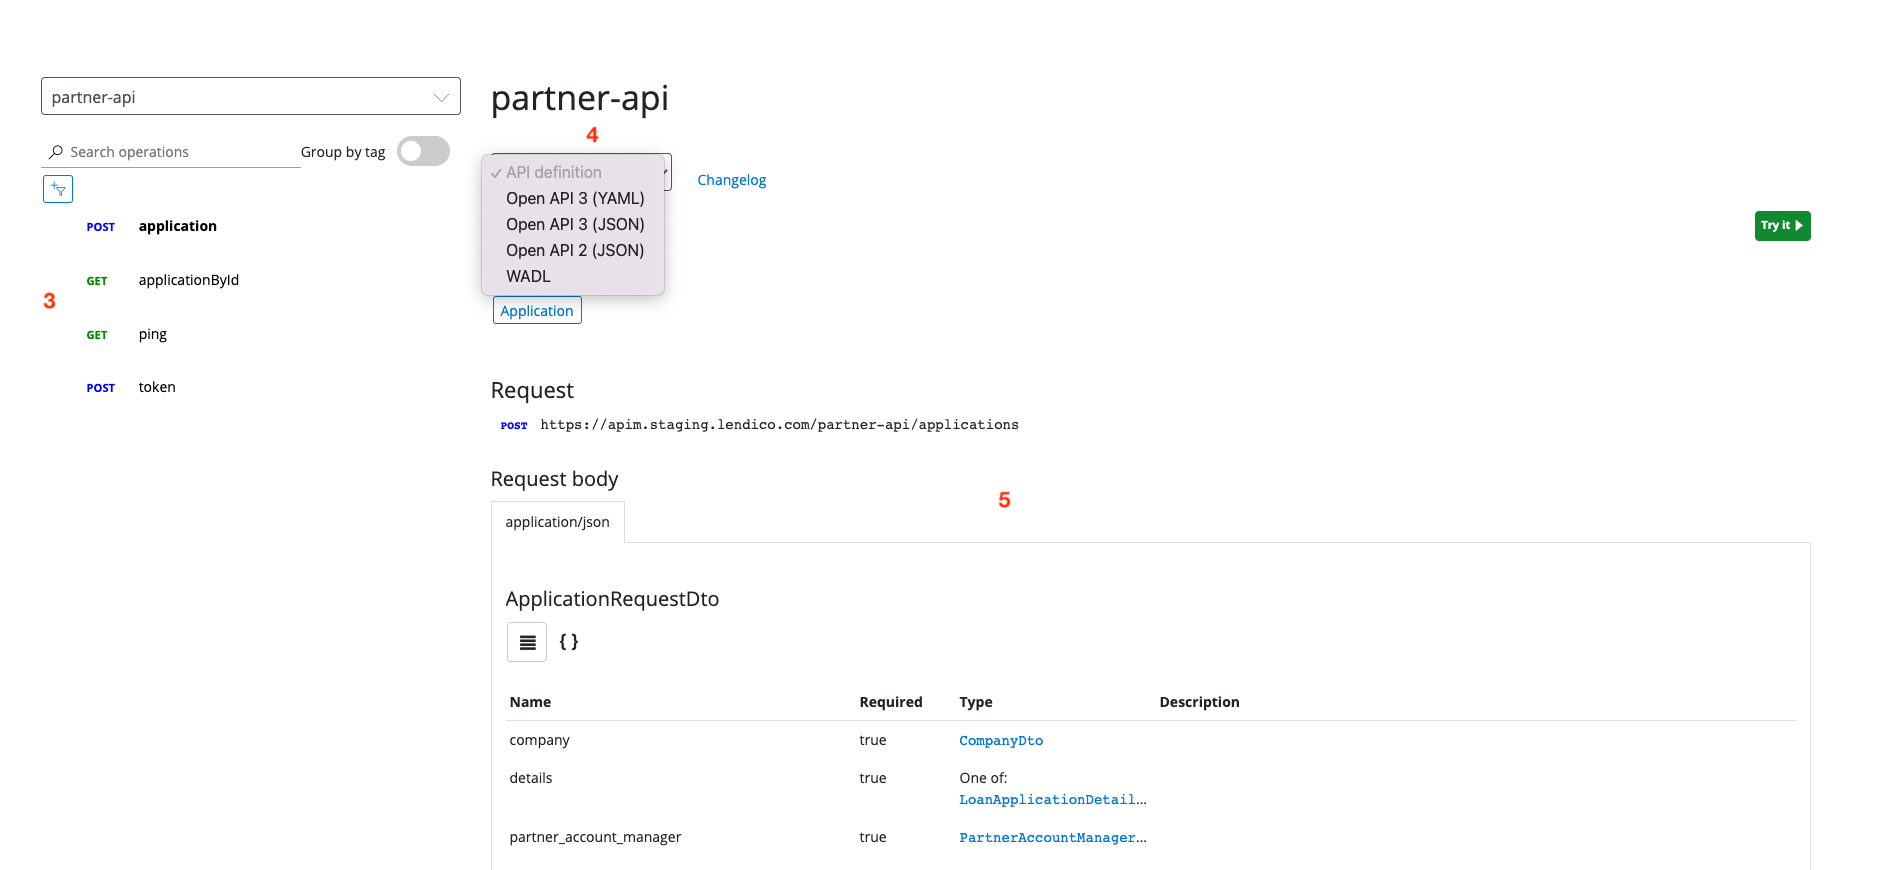 partner-api
Search operations
Group by tag
POST application
GET applicationById
3
GET ping
POST token
partner-api
4
✓ API definition
Open API 3 (YAML)
Open API 3 (JSON)
Open API 2 (JSON)
WADL
Changelog
Try it
Application
Request
POST https://apim.staging.lendico.com/partner-api/applications
Request body
5
application/json
ApplicationRequestDto
{ }
Name Required Type Description
company true CompanyDto
details true One of:
LoanApplicationDetail...
partner_account_manager true PartnerAccountManager...